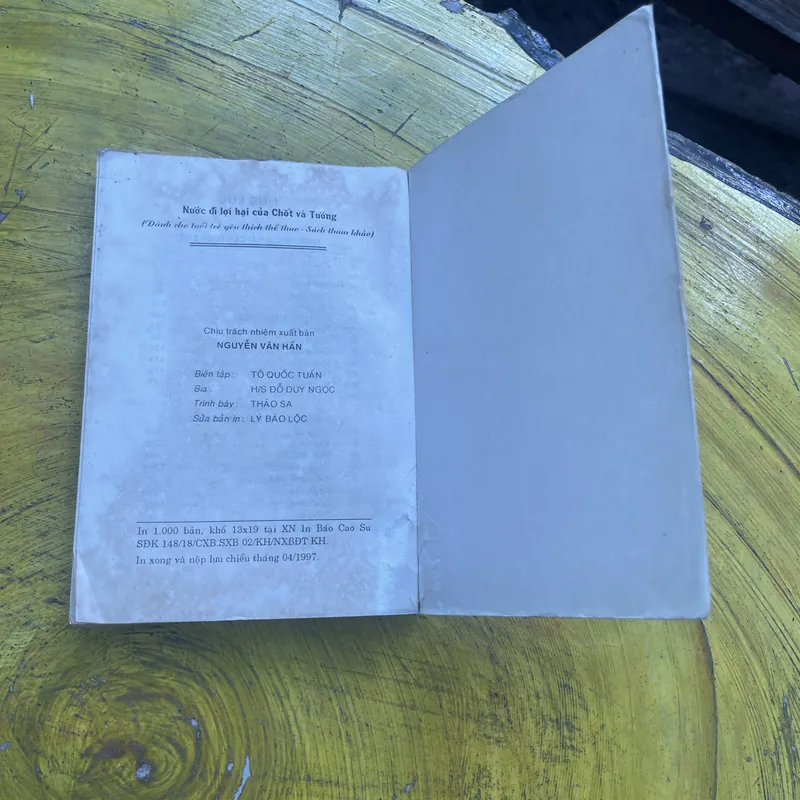 Nước đi lợi hại của Chốt và Tướng
(Dành cho tuổi trẻ yêu thích thể thao - Sách tham khảo)
Chịu trách nhiệm xuất bản
NGUYỄN VĂN HẤN
Biên tập : TÔ QUỐC TUẤN
Bìa : H/S ĐỖ DUY NGỌC
Trình bày : THẢO SA
Sửa bản in : LÝ BẢO LỘC
In 1.000 bản, khổ 13x19 tại XN In Báo Cao Su
SĐK 148/18/CXB.SXB 02/KH/NXBĐT.KH.
In xong và nộp lưu chiểu tháng 04/1997.